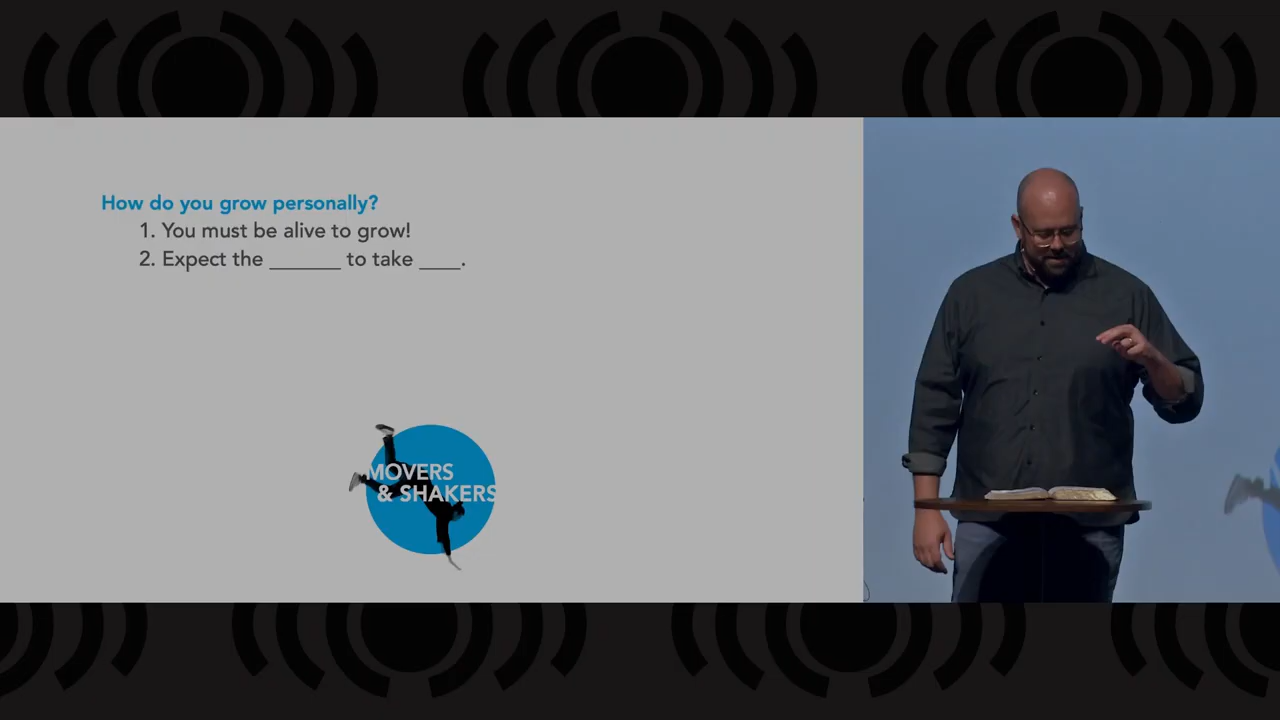 How do you grow personally?
1. You must be alive to grow!
2. Expect the _______ to take ____.
MOVERS
& SHAKERS